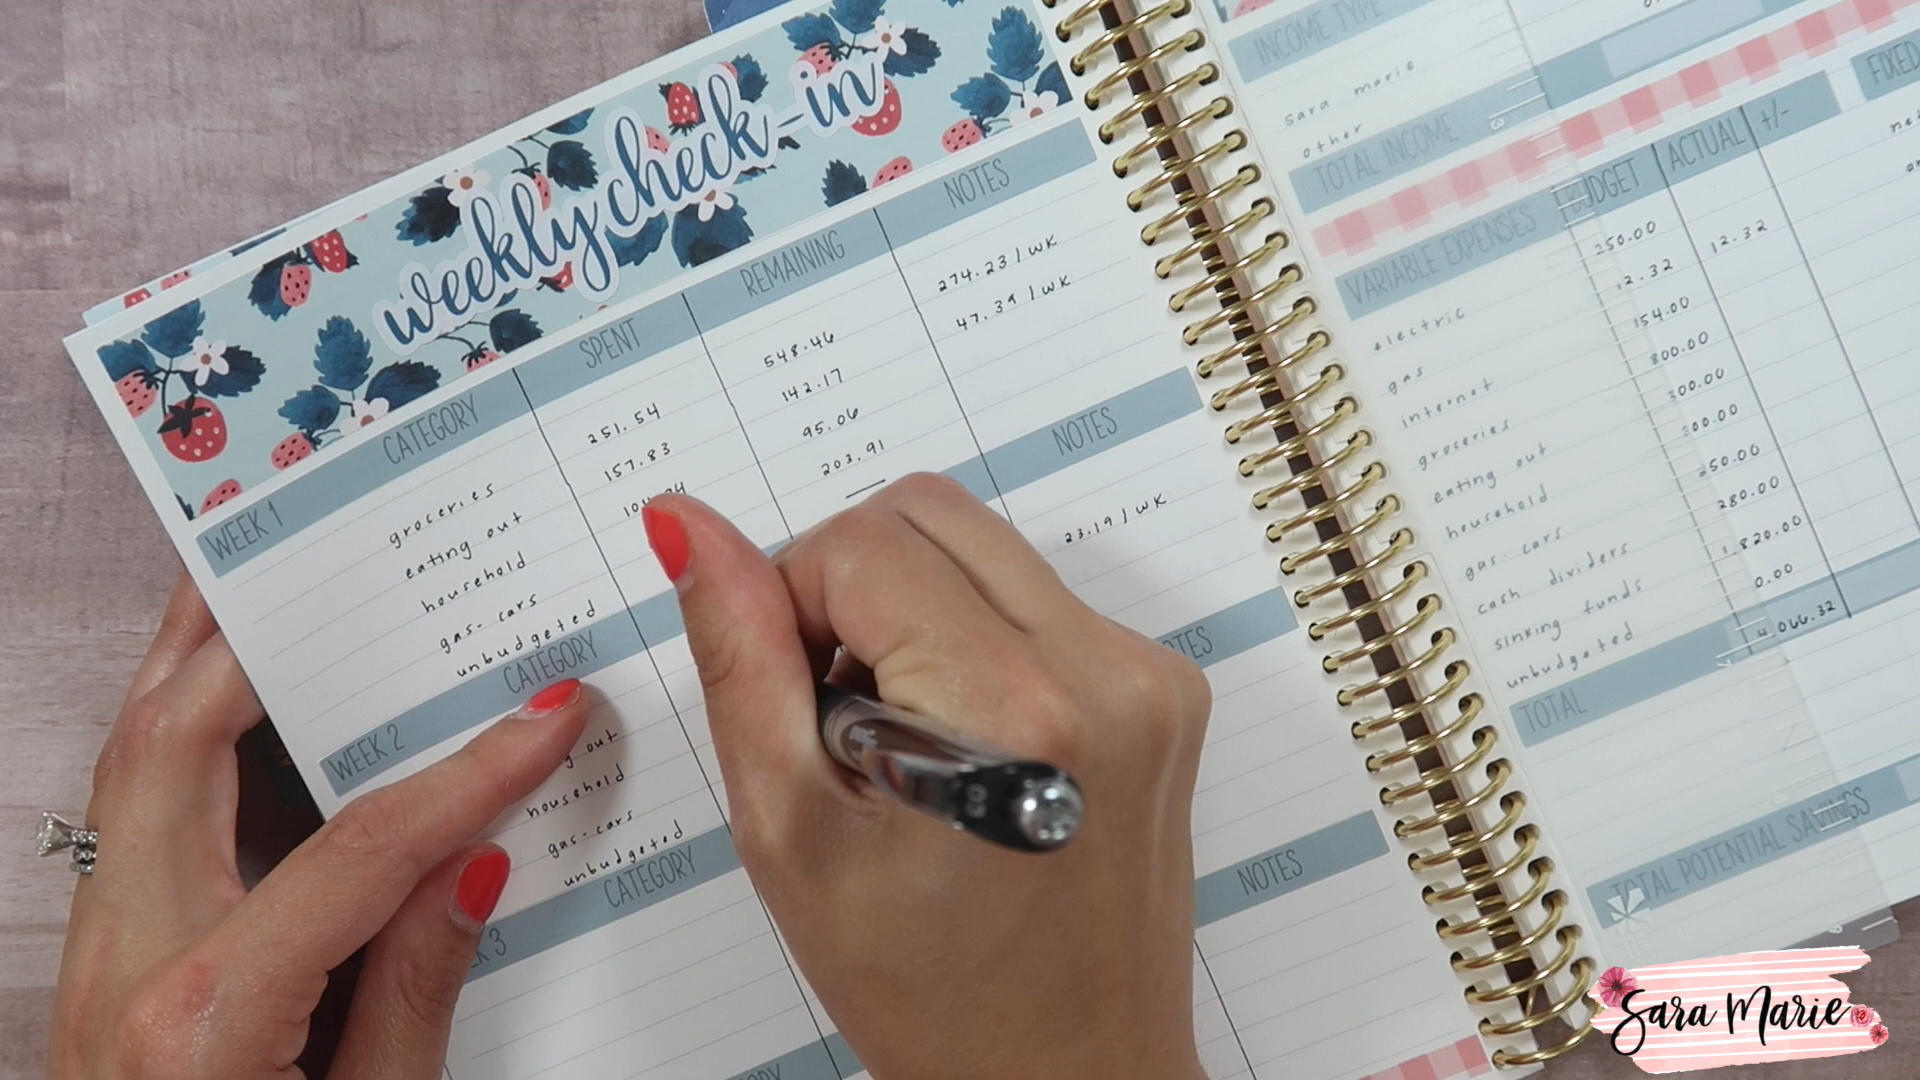 weekly check-in
WEEK 1 CATEGORY SPENT REMAINING NOTES
groceries 251.54 548.46 274.23 / WK
eating out 157.83 142.17 47.39 / WK
household 95.06
gas- cars 203.91
unbudgeted —
WEEK 2 CATEGORY NOTES
23.19 / WK
out
household
gas-cars
unbudgeted
CATEGORY NOTES
3
NOTES
INCOME TYPE
sara marie
other
TOTAL INCOME
VARIABLE EXPENSES BUDGET ACTUAL +/-
electric 250.00 12.32
gas 12.32
internet 154.00
groceries 800.00
eating out 300.00
household 200.00
gas- cars 250.00
cash dividers 280.00
sinking funds 1,820.00
unbudgeted 0.00
TOTAL 4,066.32
TOTAL POTENTIAL SAVINGS
FIXED
Sara Marie